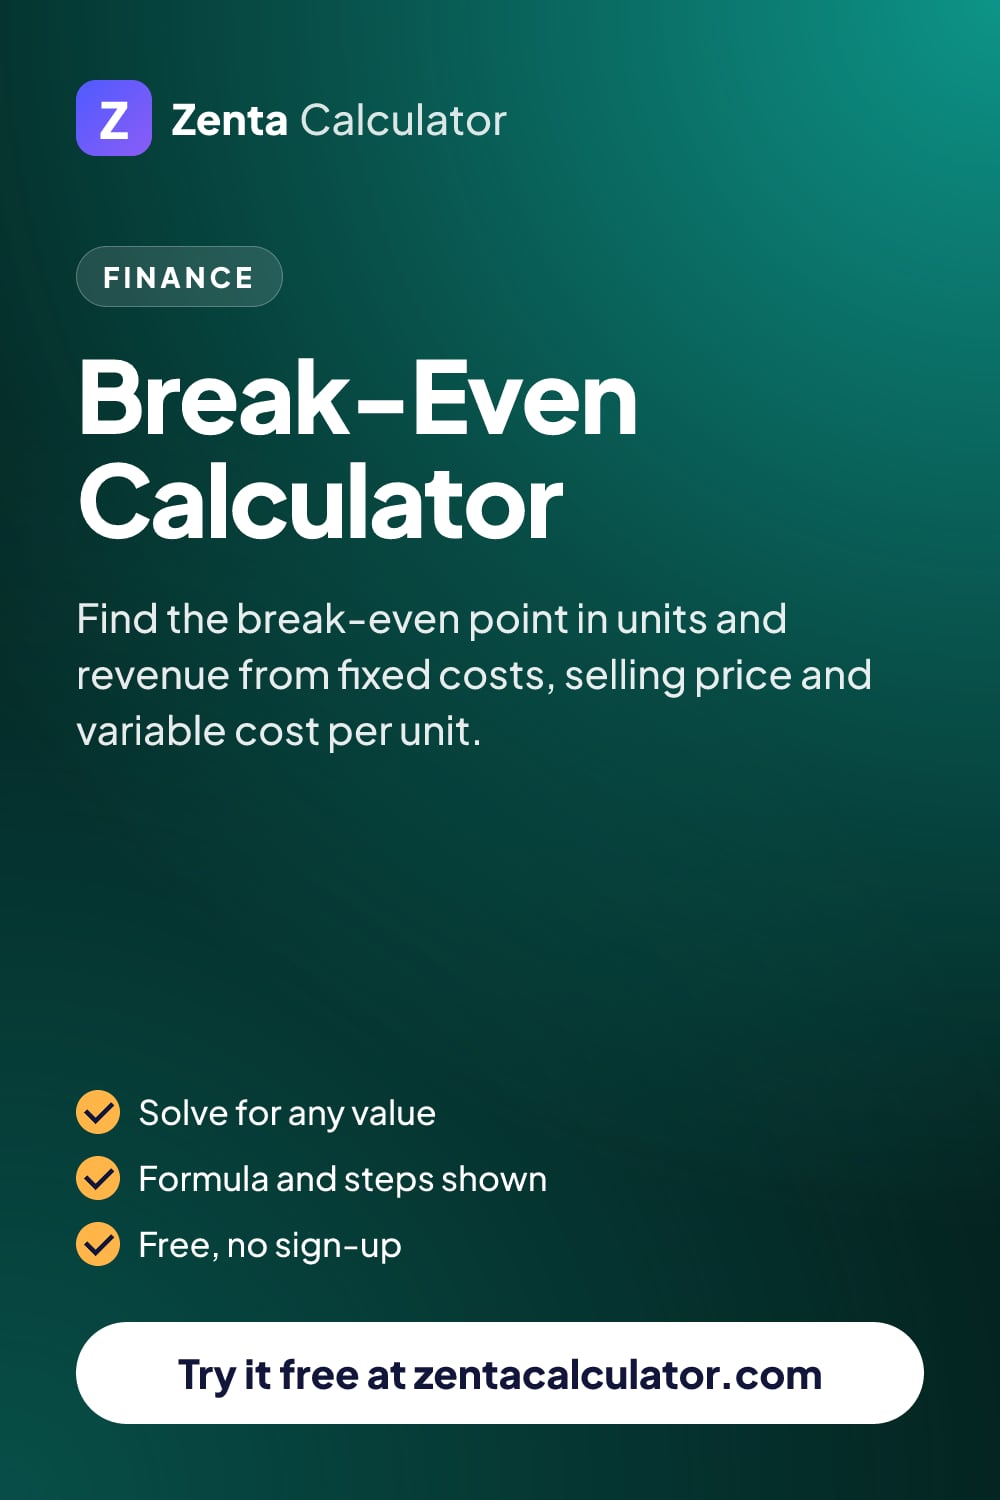 Z
Zenta Calculator
FINANCE
Break-Even
Calculator
Find the break-even point in units and
revenue from fixed costs, selling price and
variable cost per unit.
Solve for any value
Formula and steps shown
Free, no sign-up
Try it free at zentacalculator.com